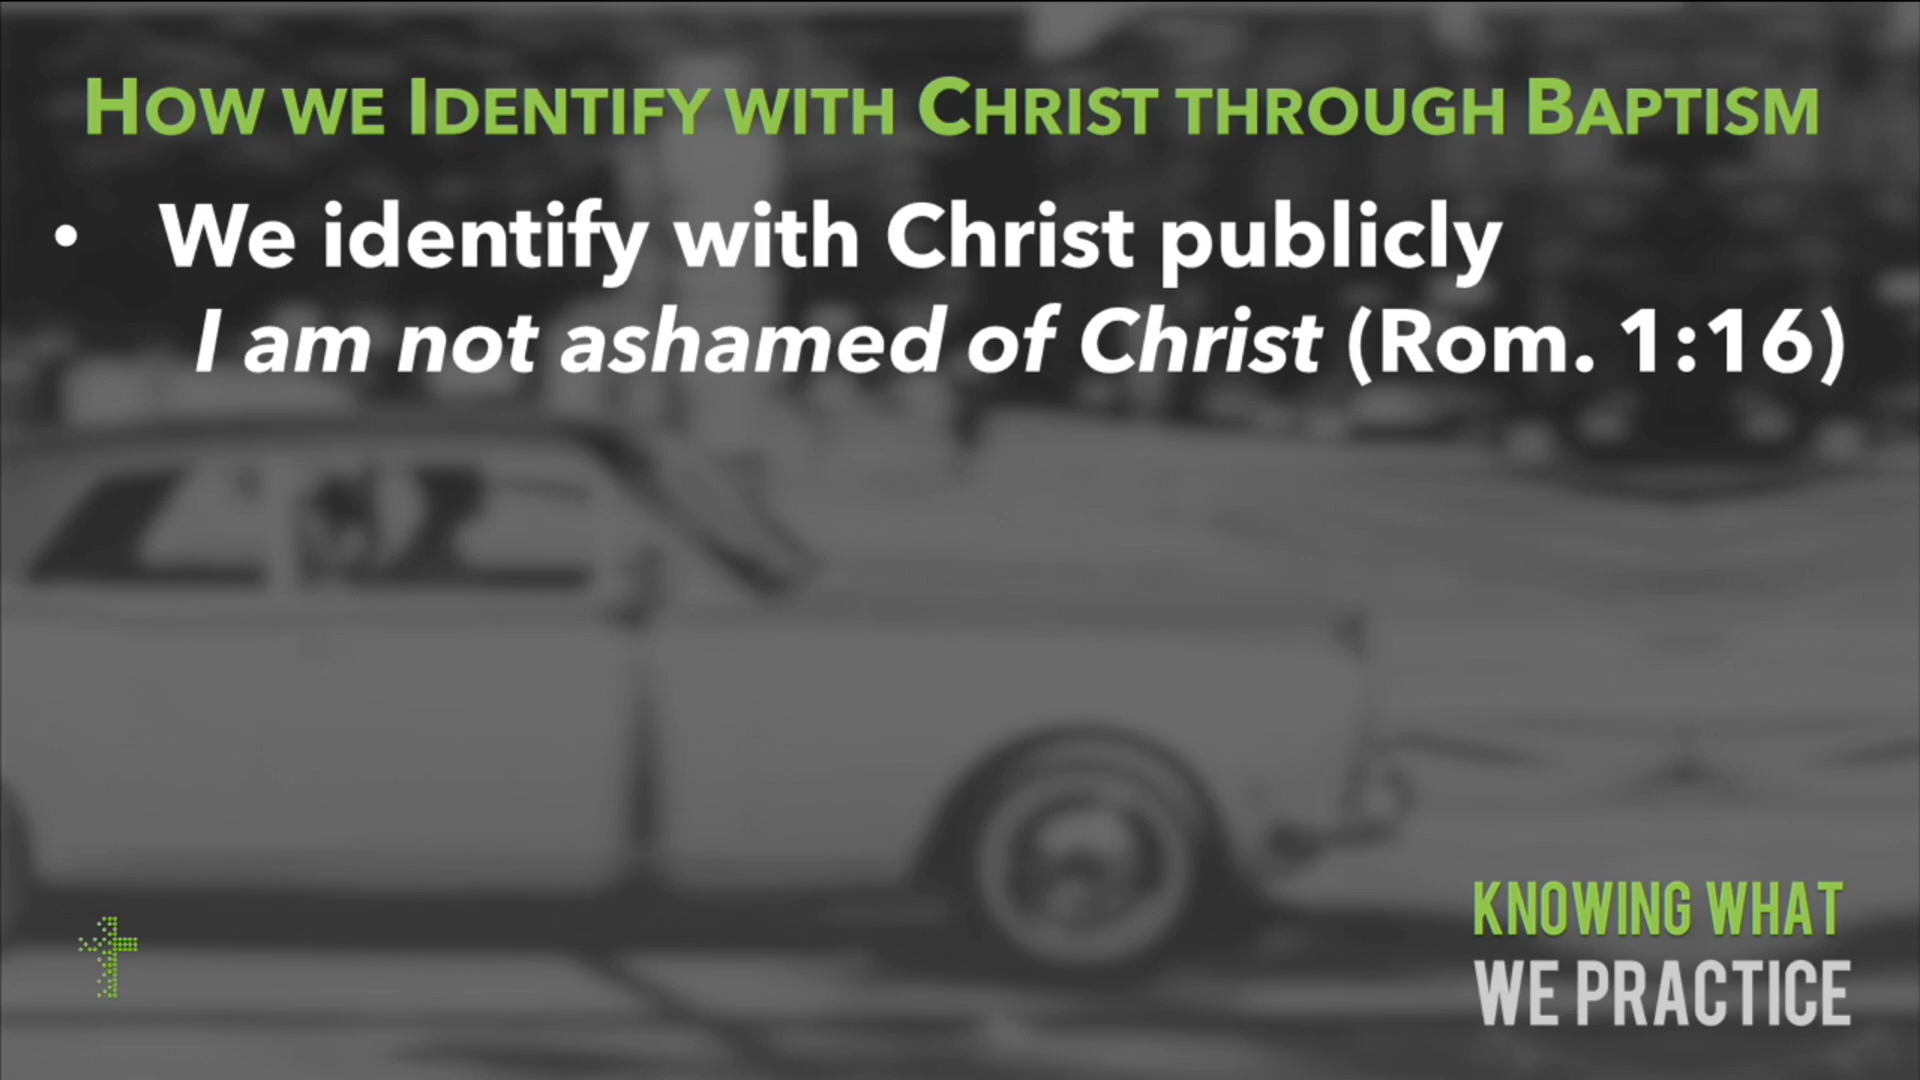 How we Identify with Christ through Baptism
• We identify with Christ publicly
I am not ashamed of Christ (Rom. 1:16)
KNOWING WHAT
WE PRACTICE